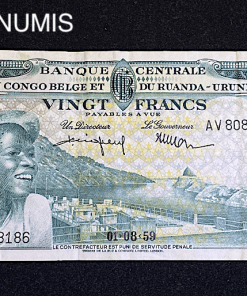 NUMIS
BANQUE CENTRALE
CONGO BELGE ET DU RUANDA-URUN
VINGT FRANCS
PAYABLES A VUE
Un Directeur Le Gouverneur AV 808
8186 01-08-59
LE CONTREFACTEUR EST PUNI DE SERVITUDE PENALE